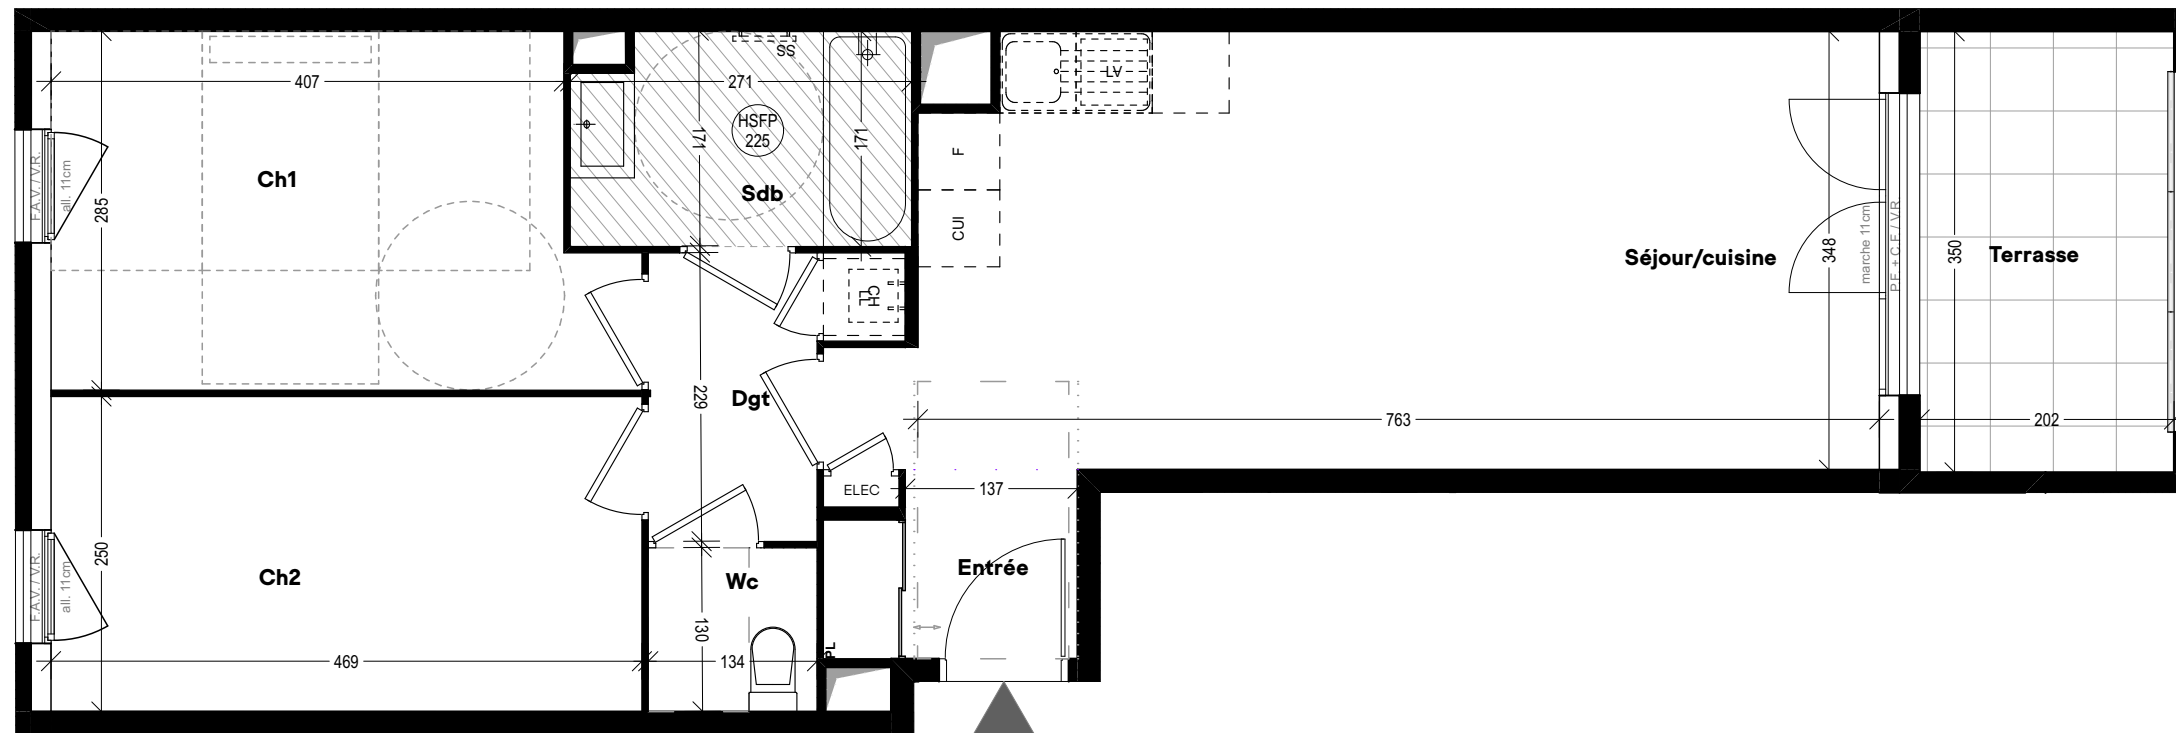 SS
407
271
LV
HSFP
225
171
171
F
Ch1
Sdb
F.A.V. / V.R.
all. 11cm
285
CUI
Séjour/cuisine
348
marche 11cm
P.F. + C.F. / V.R.
350
Terrasse
CH
LL
Dgt
229
763
202
ELEC
137
250
Ch2
Wc
Entrée
F.A.V. / V.R.
all. 11cm
130
PL
469
134